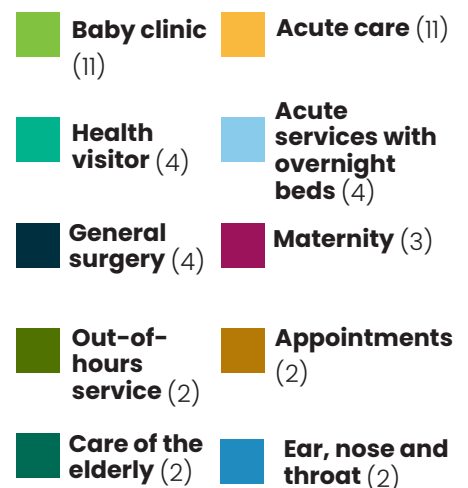 Baby clinic
(11)
Acute care (11)
Health
visitor (4)
Acute
services with
overnight
beds (4)
General
surgery (4)
Maternity (3)
Out-of-
hours
service (2)
Appointments
(2)
Care of the
elderly (2)
Ear, nose and
throat (2)